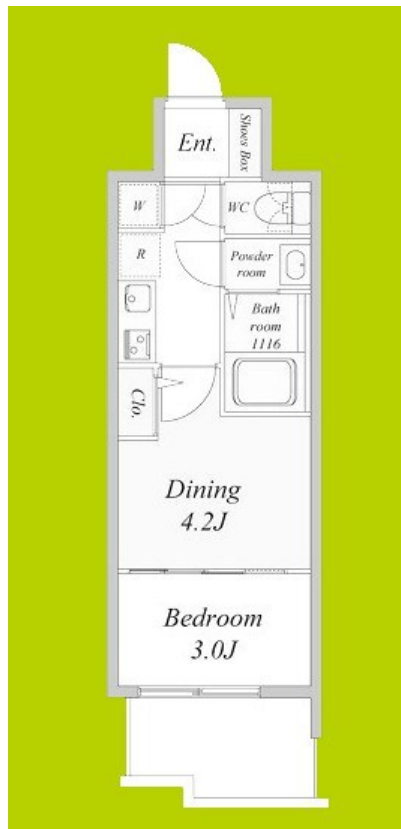 Ent.
Shoes Box
W
WC
R
Powder
room
Bath
room
1116
Clo.
Dining
4.2J
Bedroom
3.0J